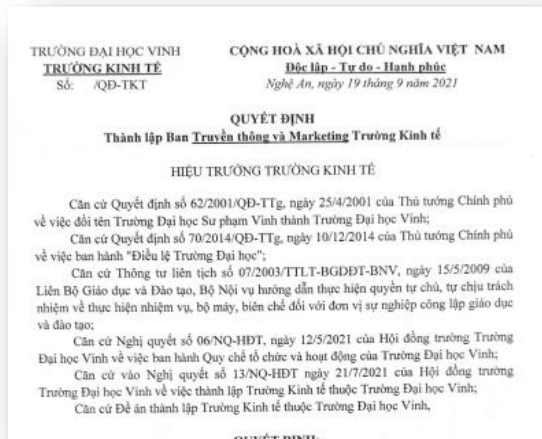 TRƯỜNG ĐẠI HỌC VINH
TRƯỜNG KINH TẾ
Số: /QĐ-TKT
CỘNG HOÀ XÃ HỘI CHỦ NGHĨA VIỆT NAM
Độc lập - Tự do - Hạnh phúc
Nghệ An, ngày 19 tháng 9 năm 2021
QUYẾT ĐỊNH
Thành lập Ban Truyền thông và Marketing Trường Kinh tế
HIỆU TRƯỞNG TRƯỜNG KINH TẾ
Căn cứ Quyết định số 62/2001/QĐ-TTg, ngày 25/4/2001 của Thủ tướng Chính phủ
về việc đổi tên Trường Đại học Sư phạm Vinh thành Trường Đại học Vinh;
Căn cứ Quyết định số 70/2014/QĐ-TTg, ngày 10/12/2014 của Thủ tướng Chính phủ
về việc ban hành "Điều lệ Trường Đại học";
Căn cứ Thông tư liên tịch số 07/2003/TTLT-BGDĐT-BNV, ngày 15/5/2009 của
Liên Bộ Giáo dục và Đào tạo, Bộ Nội vụ hướng dẫn thực hiện quyền tự chủ, tự chịu trách
nhiệm về thực hiện nhiệm vụ, bộ máy, biên chế đối với đơn vị sự nghiệp công lập giáo dục
và đào tạo;
Căn cứ Nghị quyết số 06/NQ-HĐT, ngày 12/5/2021 của Hội đồng trường Trường
Đại học Vinh về việc ban hành Quy chế tổ chức và hoạt động của Trường Đại học Vinh;
Căn cứ vào Nghị quyết số 13/NQ-HĐT ngày 21/7/2021 của Hội đồng trường
Trường Đại học Vinh về việc thành lập Trường Kinh tế thuộc Trường Đại học Vinh;
Căn cứ Đề án thành lập Trường Kinh tế thuộc Trường Đại học Vinh,
QUYẾT ĐỊNH: